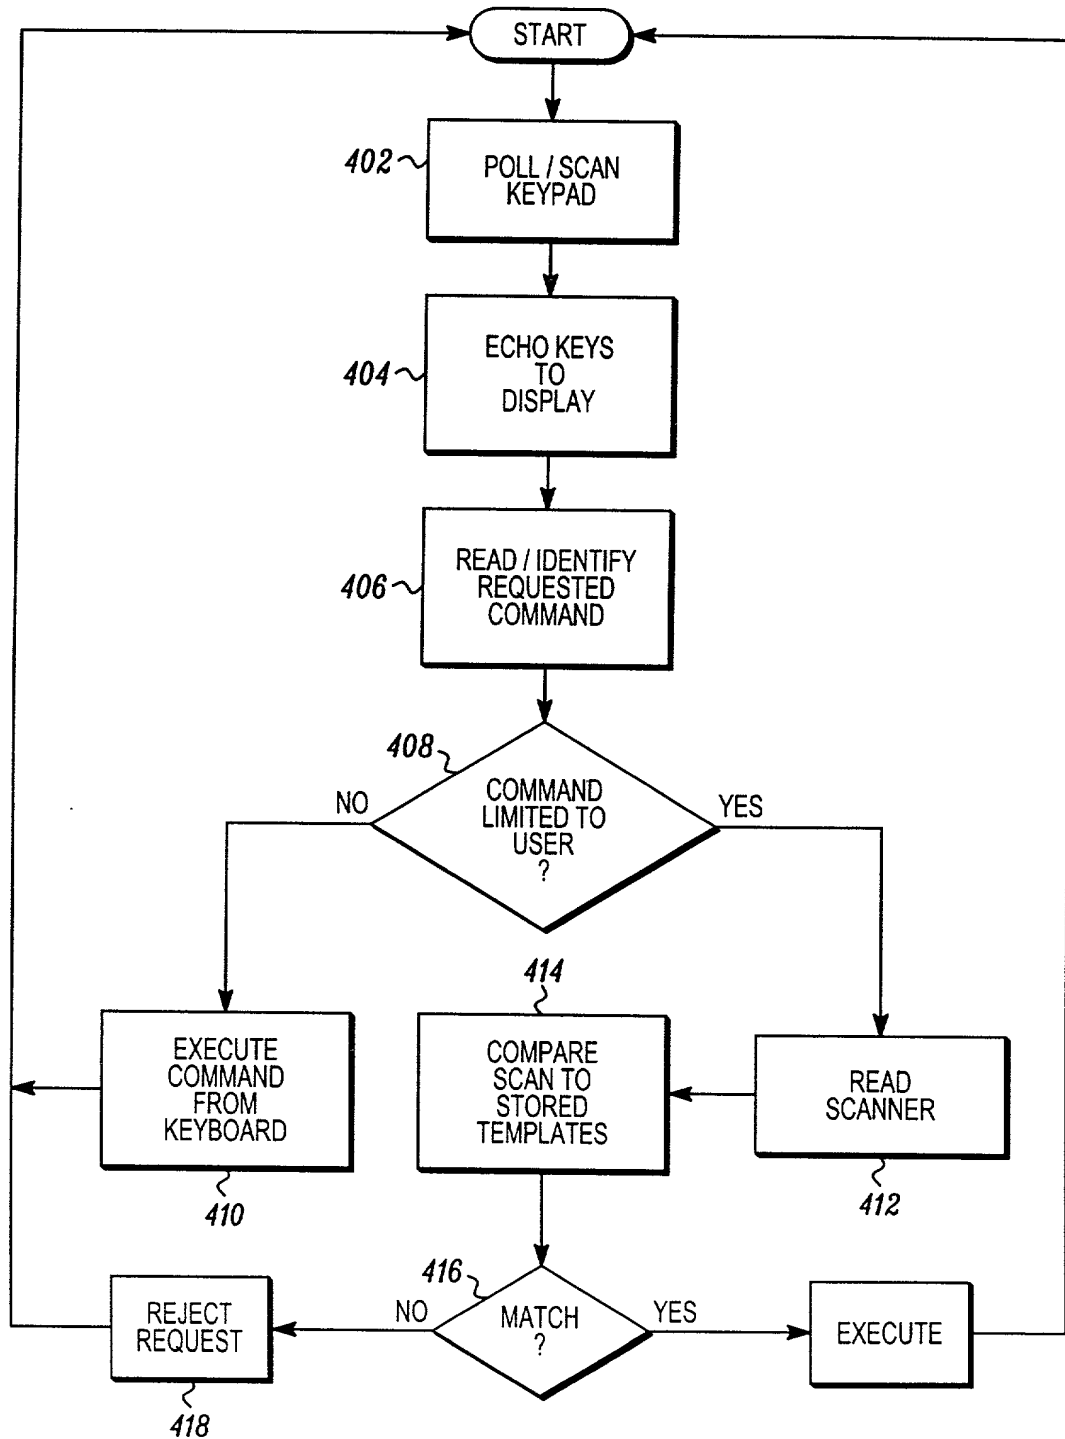 START
402
POLL / SCAN
KEYPAD
404
ECHO KEYS
TO
DISPLAY
406
READ / IDENTIFY
REQUESTED
COMMAND
408
COMMAND
LIMITED TO
USER
?
NO
YES
410
EXECUTE
COMMAND
FROM
KEYBOARD
414
COMPARE
SCAN TO
STORED
TEMPLATES
READ
SCANNER
412
416
MATCH
?
NO
YES
REJECT
REQUEST
418
EXECUTE